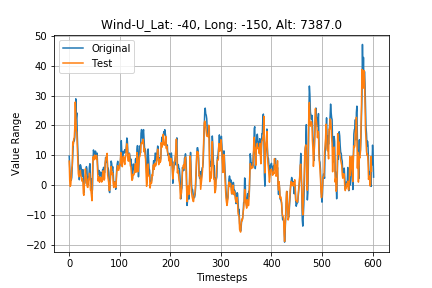 Wind-U_Lat: -40, Long: -150, Alt: 7387.0
Original
Test
Value Range
50
40
30
20
10
0
−10
−20
0 100 200 300 400 500 600
Timesteps